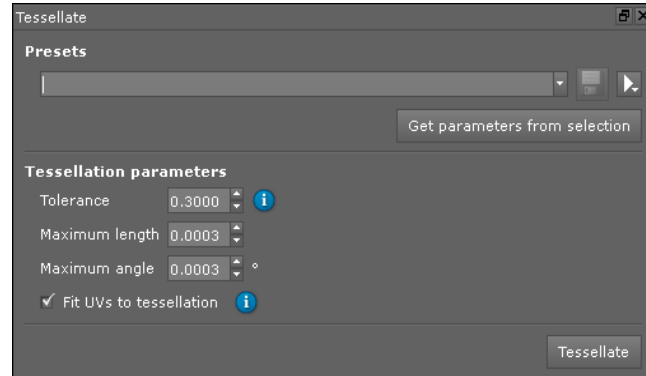 Tessellate
Presets
Get parameters from selection
Tessellation parameters
Tolerance 0.3000 i
Maximum length 0.0003
Maximum angle 0.0003 °
Fit UVs to tessellation i
Tessellate